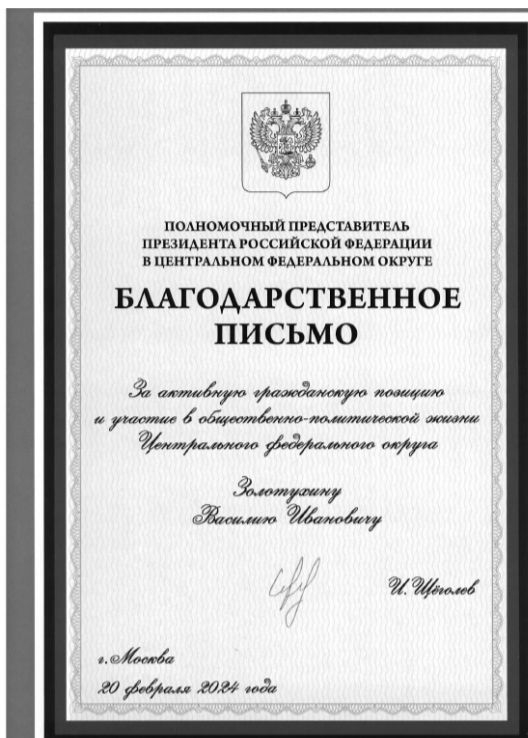 ПОЛНОМОЧНЫЙ ПРЕДСТАВИТЕЛЬ
ПРЕЗИДЕНТА РОССИЙСКОЙ ФЕДЕРАЦИИ
В ЦЕНТРАЛЬНОМ ФЕДЕРАЛЬНОМ ОКРУГЕ
БЛАГОДАРСТВЕННОЕ
ПИСЬМО
За активную гражданскую позицию
и участие в общественно-политической жизни
Центрального федерального округа
Золотухину
Василию Ивановичу
И. Щёголев
г. Москва
20 февраля 2024 года